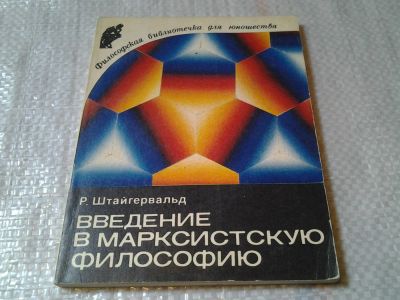 Философская библиотечка для юношества
Р. Штайгервальд
ВВЕДЕНИЕ
В МАРКСИСТСКУЮ
ФИЛОСОФИЮ